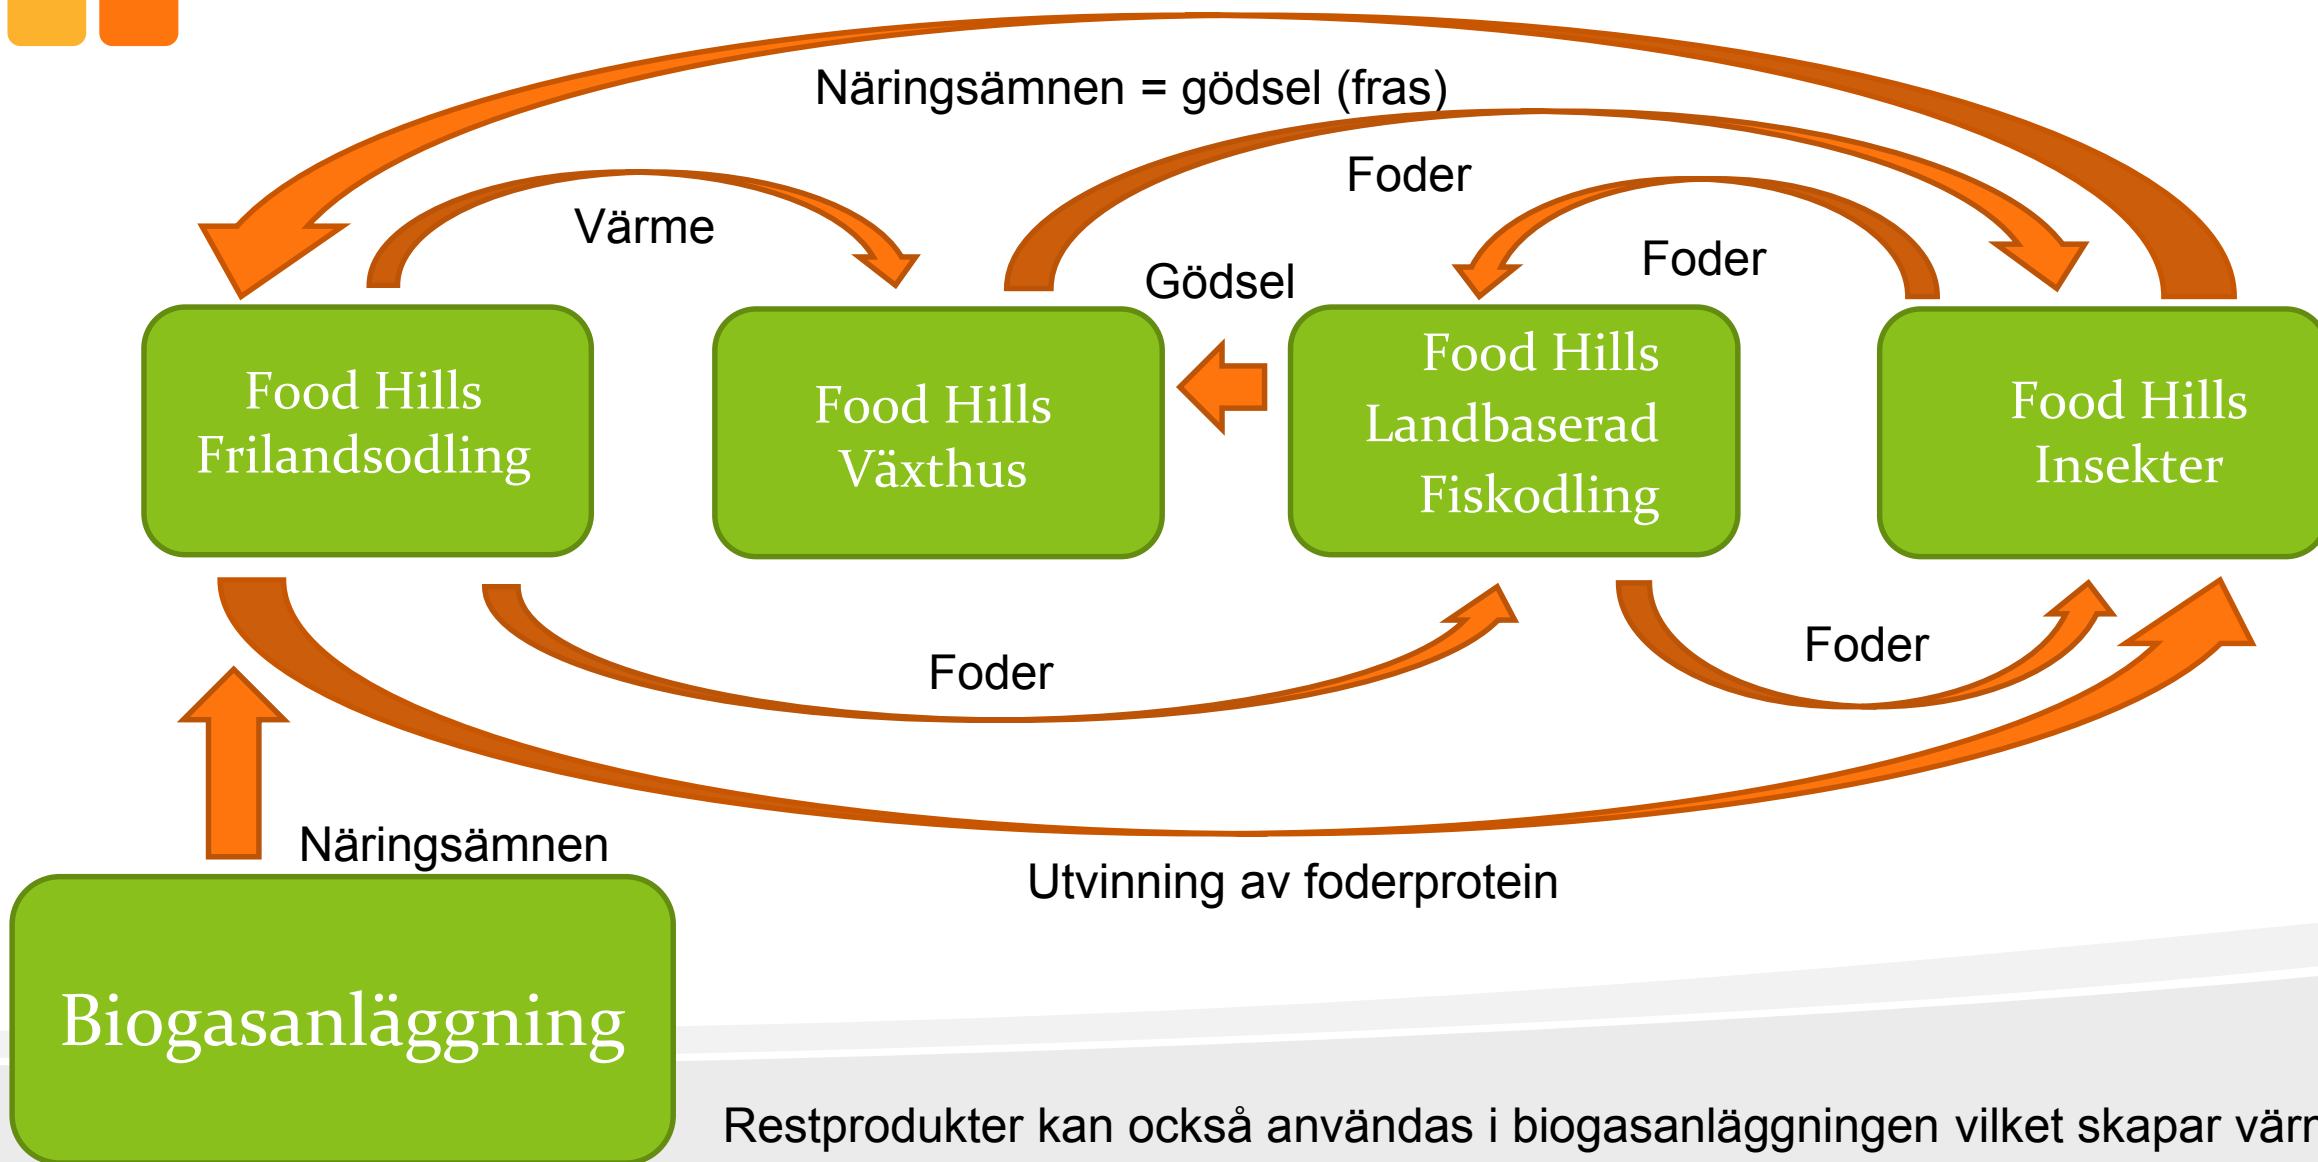 Näringsämnen = gödsel (fras)
Foder
Värme
Foder
Gödsel
Food Hills
Frilandsodling
Food Hills
Växthus
Food Hills
Landbaserad
Fiskodling
Food Hills
Insekter
Foder
Foder
Näringsämnen
Utvinning av foderprotein
Biogasanläggning
Restprodukter kan också användas i biogasanläggningen vilket skapar